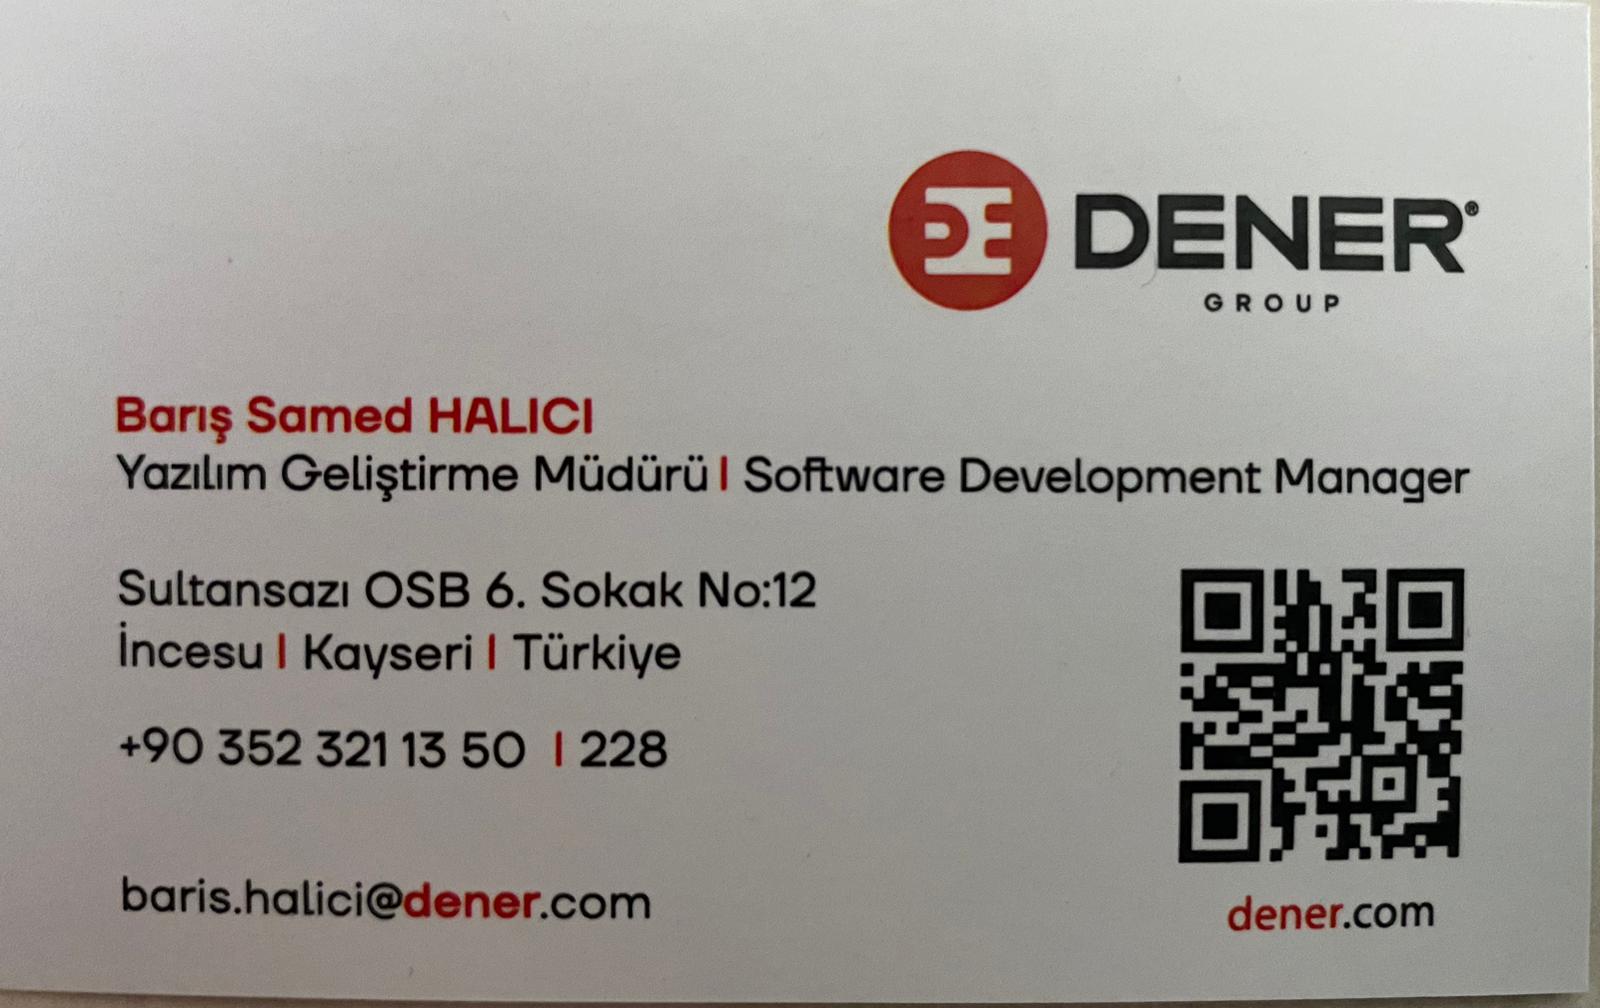 DENER®
GROUP
Barış Samed HALICI
Yazılım Geliştirme Müdürü | Software Development Manager
Sultansazı OSB 6. Sokak No:12
İncesu | Kayseri | Türkiye
+90 352 321 13 50 | 228
baris.halici@dener.com
dener.com